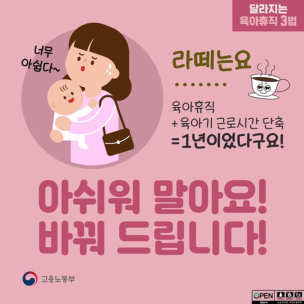 달라지는
육아휴직 3법
너무
아쉽다~
라떼는요
육아휴직
+육아기 근로시간 단축
=1년이었다구요!
아쉬워 말아요!
바꿔 드립니다!
고용노동부
OPEN